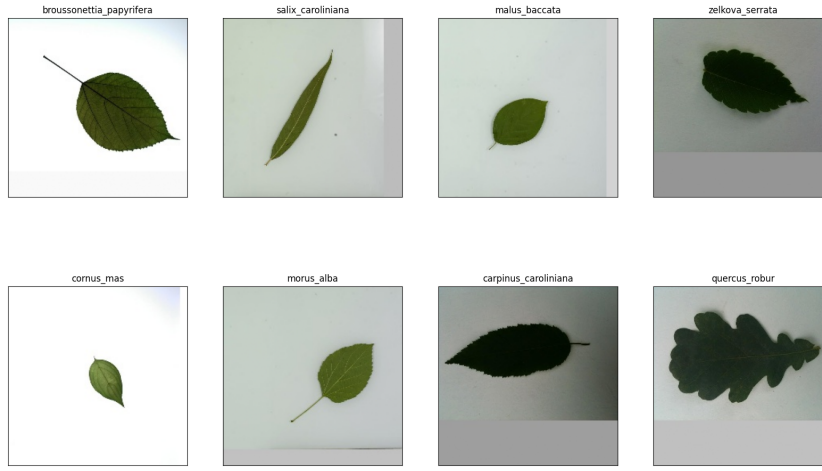 broussonettia_papyrifera
salix_caroliniana
malus_baccata
zelkova_serrata
cornus_mas
morus_alba
carpinus_caroliniana
quercus_robur